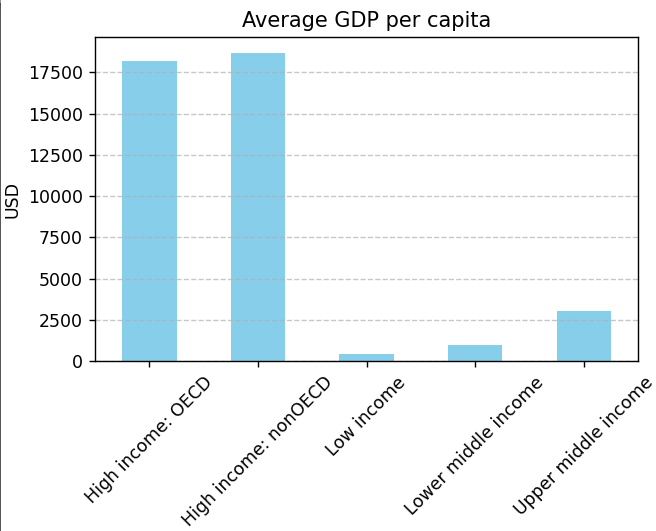 Average GDP per capita
USD
17500
15000
12500
10000
7500
5000
2500
0
High income: OECD
High income: nonOECD
Low income
Lower middle income
Upper middle income